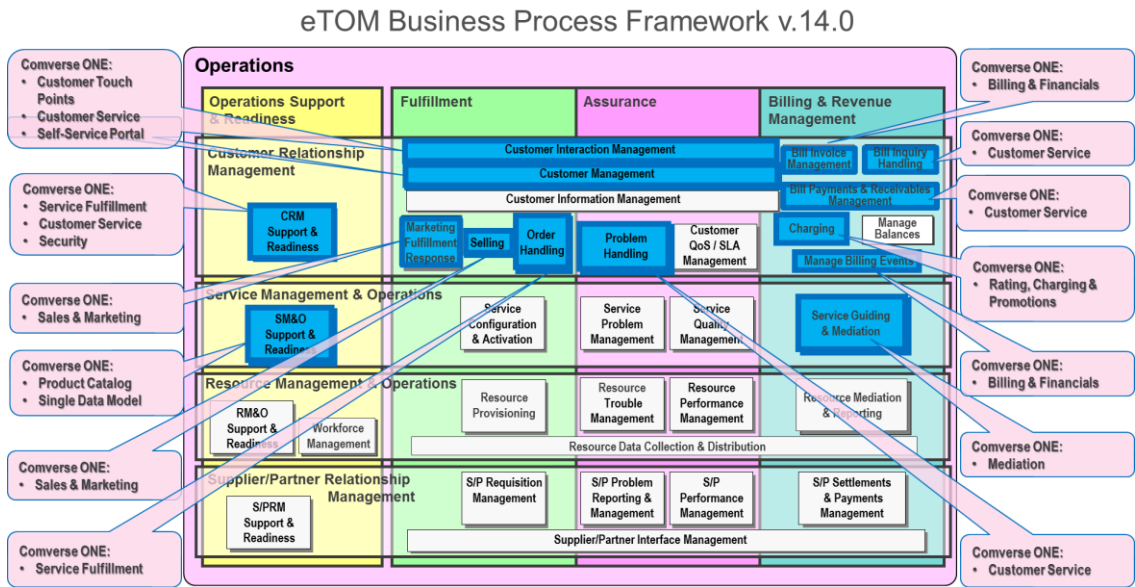 eTOM Business Process Framework v.14.0
Comverse ONE:
• Customer Touch
Points
• Customer Service
• Self-Service Portal
Comverse ONE:
• Service Fulfillment
• Customer Service
• Security
Comverse ONE:
• Sales & Marketing
Comverse ONE:
• Product Catalog
• Single Data Model
Comverse ONE:
• Sales & Marketing
Comverse ONE:
• Service Fulfillment
Operations
Operations Support
& Readiness
Fulfillment
Assurance
Billing & Revenue
Management
Customer Relationship
Management
Customer Interaction Management
Customer Management
Customer Information Management
Bill Invoice
Management
Bill Inquiry
Handling
Bill Payments & Receivables
Management
CRM
Support &
Readiness
Marketing
Fulfillment
Response
Selling
Order
Handling
Problem
Handling
Customer
QoS / SLA
Management
Charging
Manage
Balances
Manage Billing Events
Service Management & Operations
SM&O
Support &
Readiness
Service
Configuration
& Activation
Service
Problem
Management
Service
Quality
Management
Service Guiding
& Mediation
Resource Management & Operations
RM&O
Support &
Readiness
Workforce
Management
Resource
Provisioning
Resource
Trouble
Management
Resource
Performance
Management
Resource Mediation
& Reporting
Resource Data Collection & Distribution
Supplier/Partner Relationship
Management
S/PRM
Support &
Readiness
S/P Requisition
Management
S/P Problem
Reporting &
Management
S/P
Performance
Management
S/P Settlements
& Payments
Management
Supplier/Partner Interface Management
Comverse ONE:
• Billing & Financials
Comverse ONE:
• Customer Service
Comverse ONE:
• Customer Service
Comverse ONE:
• Rating, Charging &
Promotions
Comverse ONE:
• Billing & Financials
Comverse ONE:
• Mediation
Comverse ONE:
• Customer Service